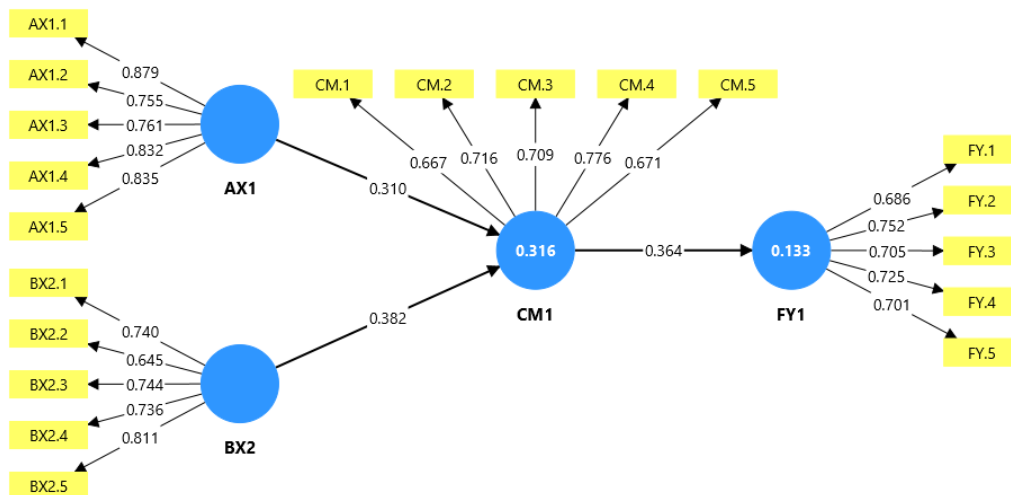 AX1.1
AX1.2
AX1.3
AX1.4
AX1.5
0.879
0.755
0.761
0.832
0.835
AX1
BX2.1
BX2.2
BX2.3
BX2.4
BX2.5
0.740
0.645
0.744
0.736
0.811
BX2
0.310
0.382
CM.1
CM.2
CM.3
CM.4
CM.5
0.667
0.716
0.709
0.776
0.671
0.316
CM1
0.364
0.133
FY1
0.686
0.752
0.705
0.725
0.701
FY.1
FY.2
FY.3
FY.4
FY.5